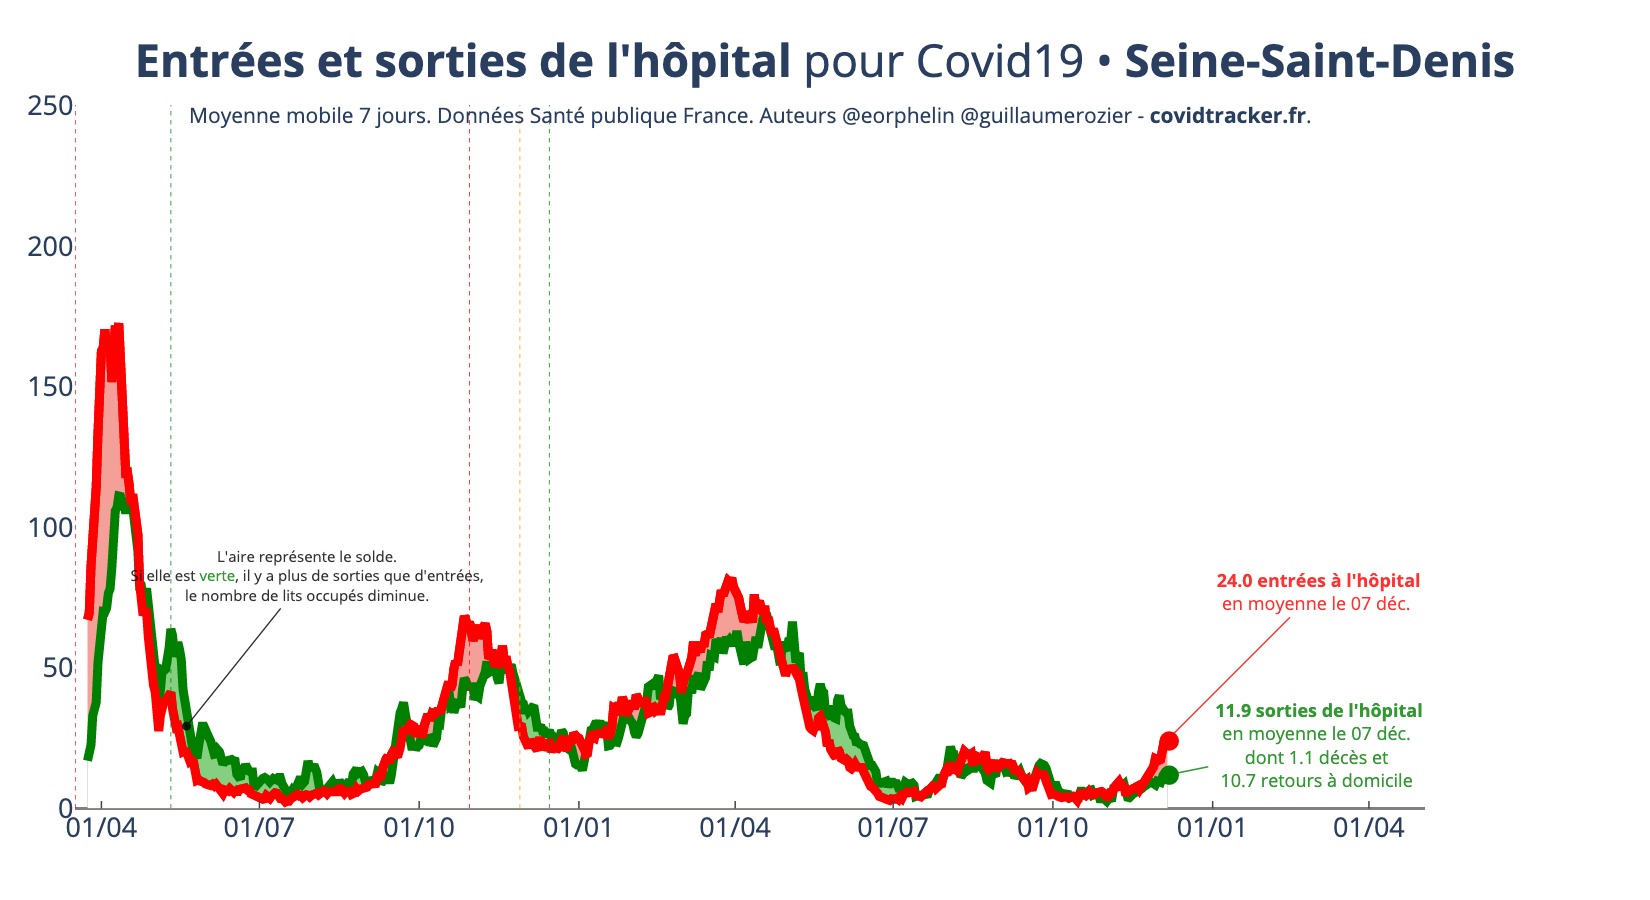 Entrées et sorties de l'hôpital pour Covid19 • Seine-Saint-Denis
Moyenne mobile 7 jours. Données Santé publique France. Auteurs @eorphelin @guillaumerozier - covidtracker.fr.
250
200
150
100
50
0
L'aire représente le solde.
Si elle est verte, il y a plus de sorties que d'entrées,
le nombre de lits occupés diminue.
24.0 entrées à l'hôpital
en moyenne le 07 déc.
11.9 sorties de l'hôpital
en moyenne le 07 déc.
dont 1.1 décès et
10.7 retours à domicile
01/04 01/07 01/10 01/01 01/04 01/07 01/10 01/01 01/04